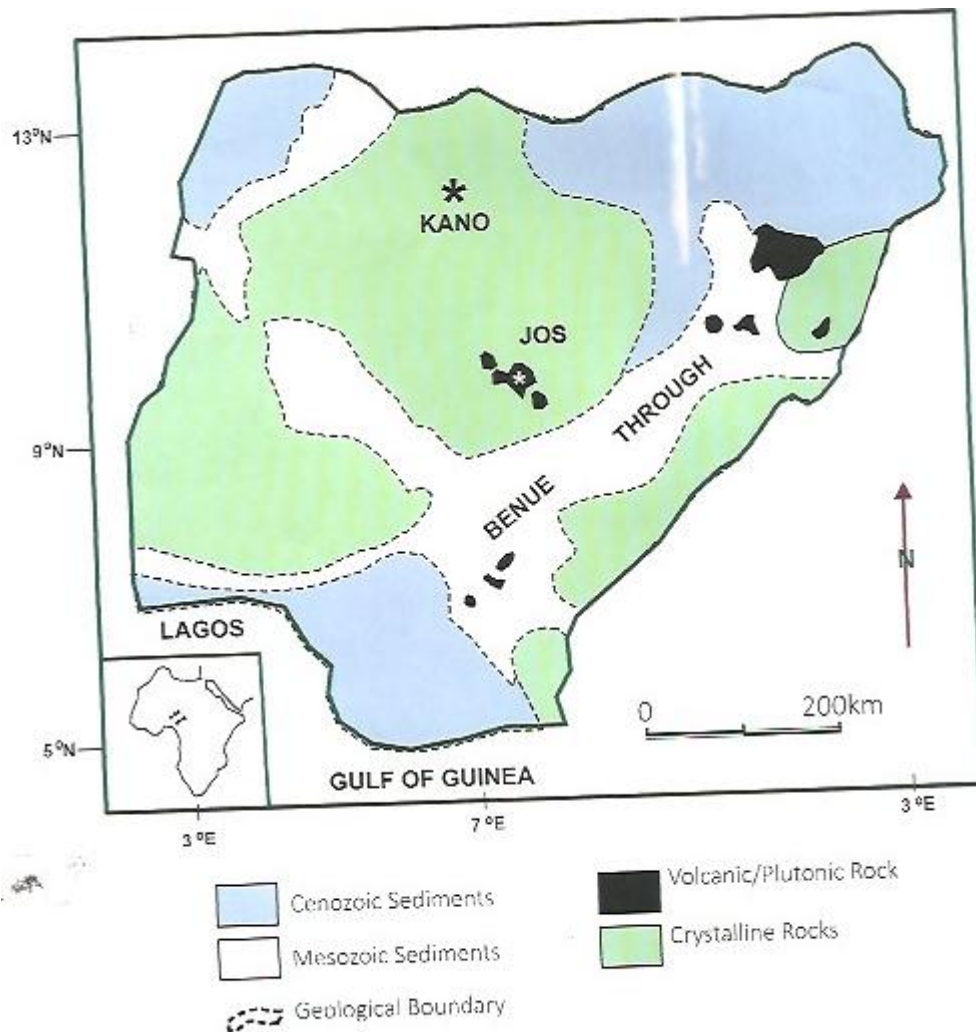 13°N
KANO
JOS
BENUE THROUGH
9°N
N
LAGOS
0 200km
5°N
GULF OF GUINEA
3 °E
7 °E
3 °E
Cenozoic Sediments
Volcanic/Plutonic Rock
Mesozoic Sediments
Crystalline Rocks
Geological Boundary